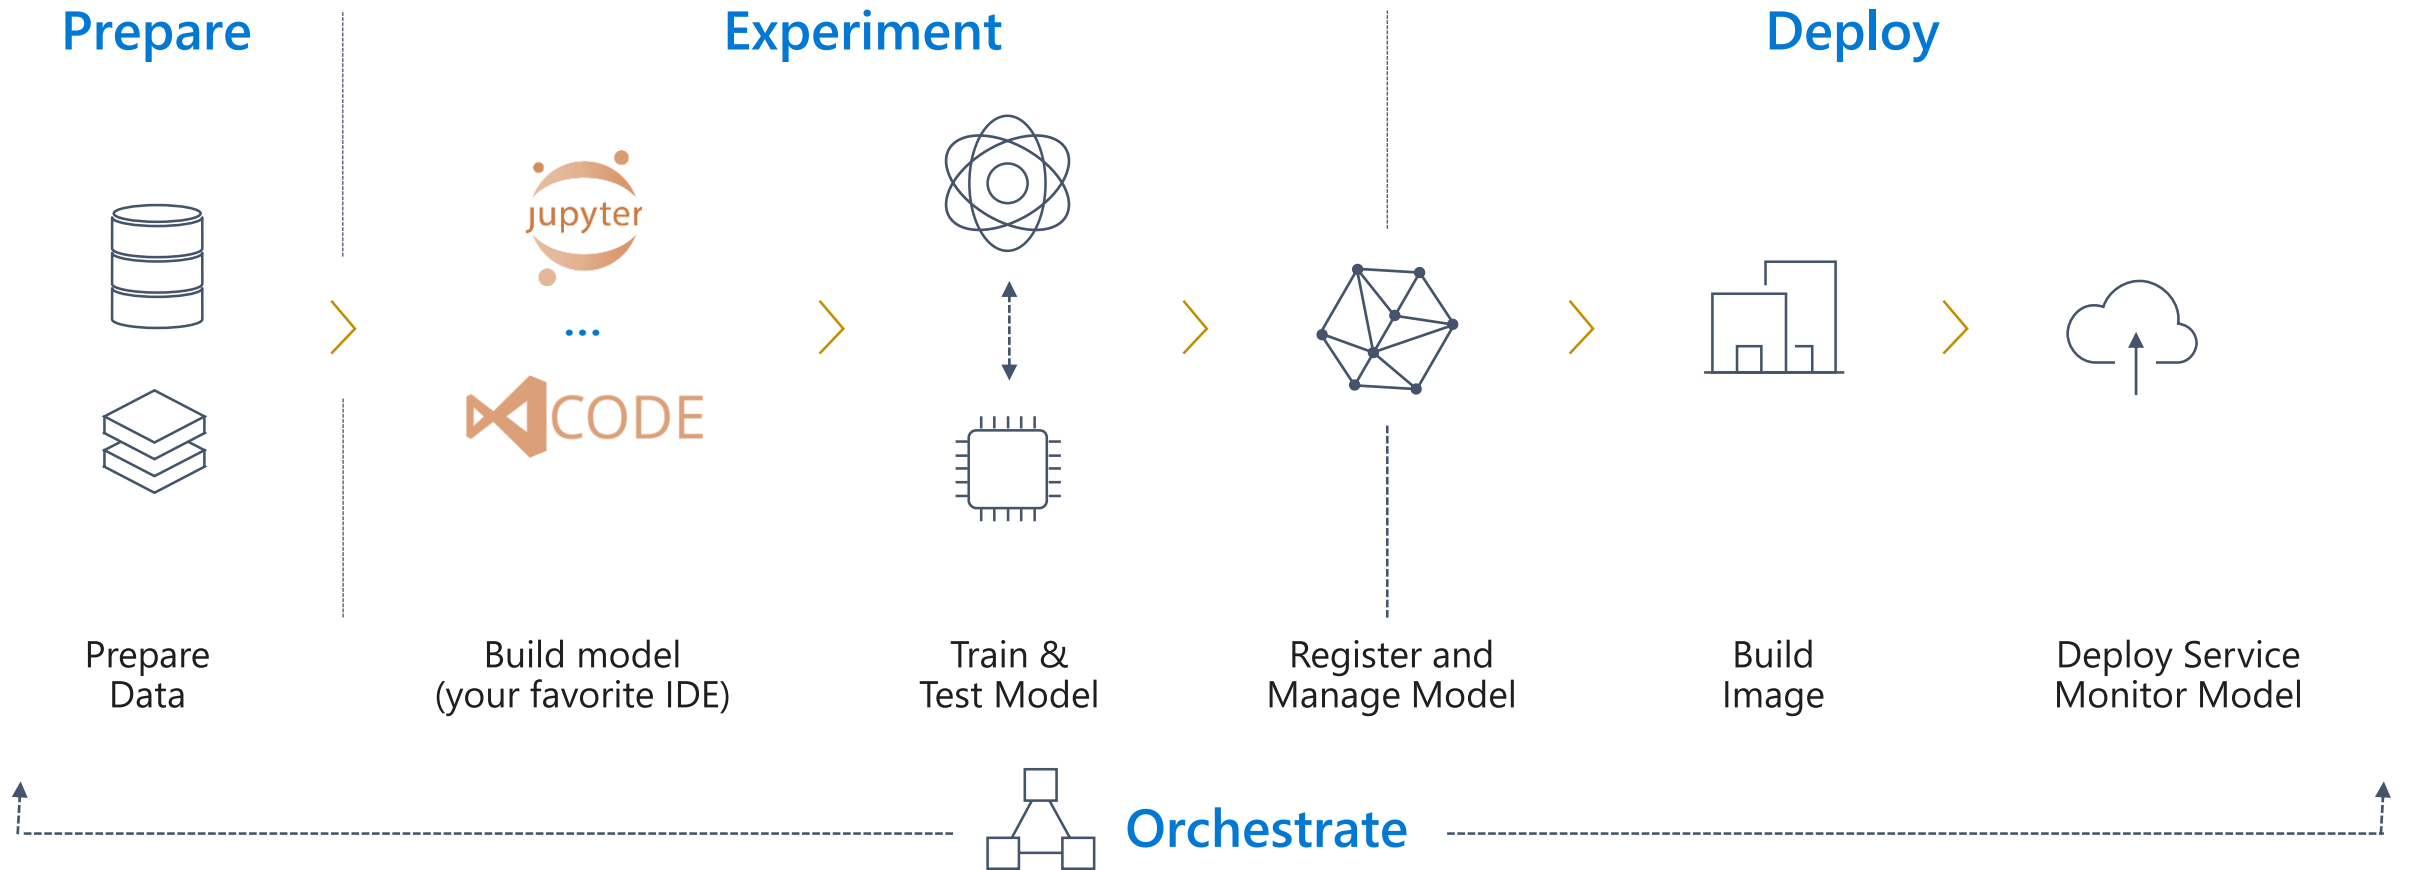 Prepare
Experiment
Deploy
jupyter
...
CODE
Prepare
Data
Build model
(your favorite IDE)
Train &
Test Model
Register and
Manage Model
Build
Image
Deploy Service
Monitor Model
Orchestrate